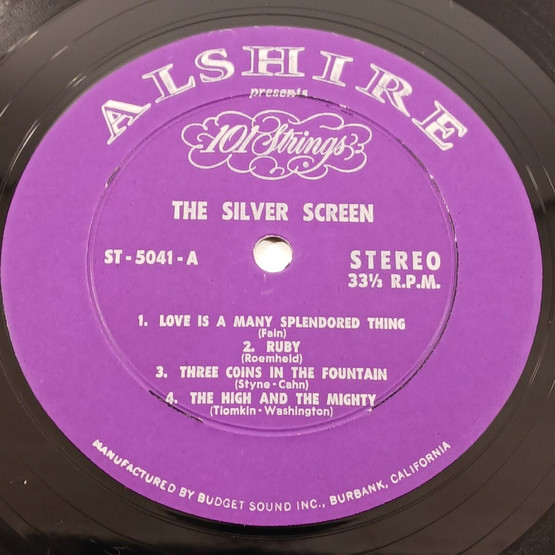 ALSHIRE
presents
101 Strings
THE SILVER SCREEN
ST-5041-A
STEREO
33⅓ R.P.M.
1. LOVE IS A MANY SPLENDORED THING
(Fain)
2. RUBY
(Roemheld)
3. THREE COINS IN THE FOUNTAIN
(Styne-Cahn)
4. THE HIGH AND THE MIGHTY
(Tiomkin-Washington)
MANUFACTURED BY BUDGET SOUND INC., BURBANK, CALIFORNIA